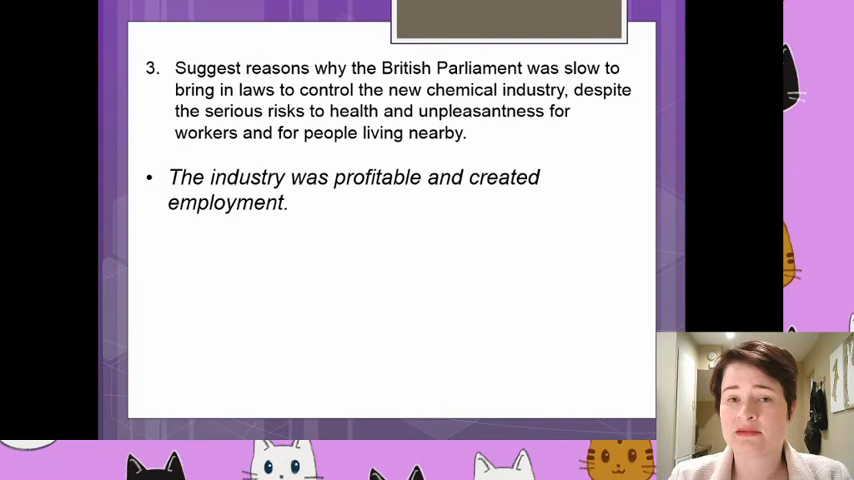 3. Suggest reasons why the British Parliament was slow to
bring in laws to control the new chemical industry, despite
the serious risks to health and unpleasantness for
workers and for people living nearby.
• The industry was profitable and created
employment.